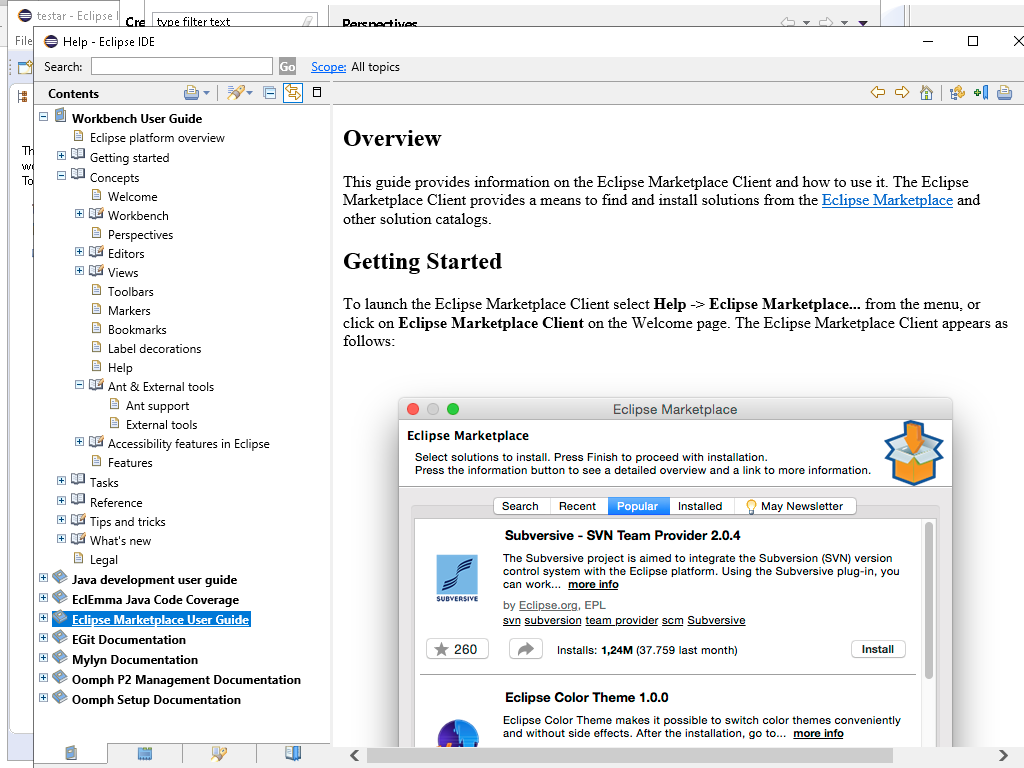 testar - Eclipse I
Cre
type filter text
Perspectives
File
Help - Eclipse IDE
Search:
Go
Scope: All topics
Contents
Workbench User Guide
Eclipse platform overview
Getting started
Concepts
Welcome
Workbench
Perspectives
Editors
Views
Toolbars
Markers
Bookmarks
Label decorations
Help
Ant & External tools
Ant support
External tools
Accessibility features in Eclipse
Features
Tasks
Reference
Tips and tricks
What's new
Legal
Java development user guide
EclEmma Java Code Coverage
Eclipse Marketplace User Guide
EGit Documentation
Mylyn Documentation
Oomph P2 Management Documentation
Oomph Setup Documentation
Overview
This guide provides information on the Eclipse Marketplace Client and how to use it. The Eclipse
Marketplace Client provides a means to find and install solutions from the Eclipse Marketplace and
other solution catalogs.
Getting Started
To launch the Eclipse Marketplace Client select Help -> Eclipse Marketplace... from the menu, or
click on Eclipse Marketplace Client on the Welcome page. The Eclipse Marketplace Client appears as
follows:
Eclipse Marketplace
Eclipse Marketplace
Select solutions to install. Press Finish to proceed with installation.
Press the information button to see a detailed overview and a link to more information.
Search Recent Popular Installed May Newsletter
Subversive - SVN Team Provider 2.0.4
The Subversive project is aimed to integrate the Subversion (SVN) version
control system with the Eclipse platform. Using the Subversive plug-in, you
can work... more info
SUBVERSIVE
by Eclipse.org, EPL
svn subversion team provider scm Subversive
260
Installs: 1,24M (37.759 last month)
Install
Eclipse Color Theme 1.0.0
Eclipse Color Theme makes it possible to switch color themes conveniently
and without side effects. After the installation, go to... more info